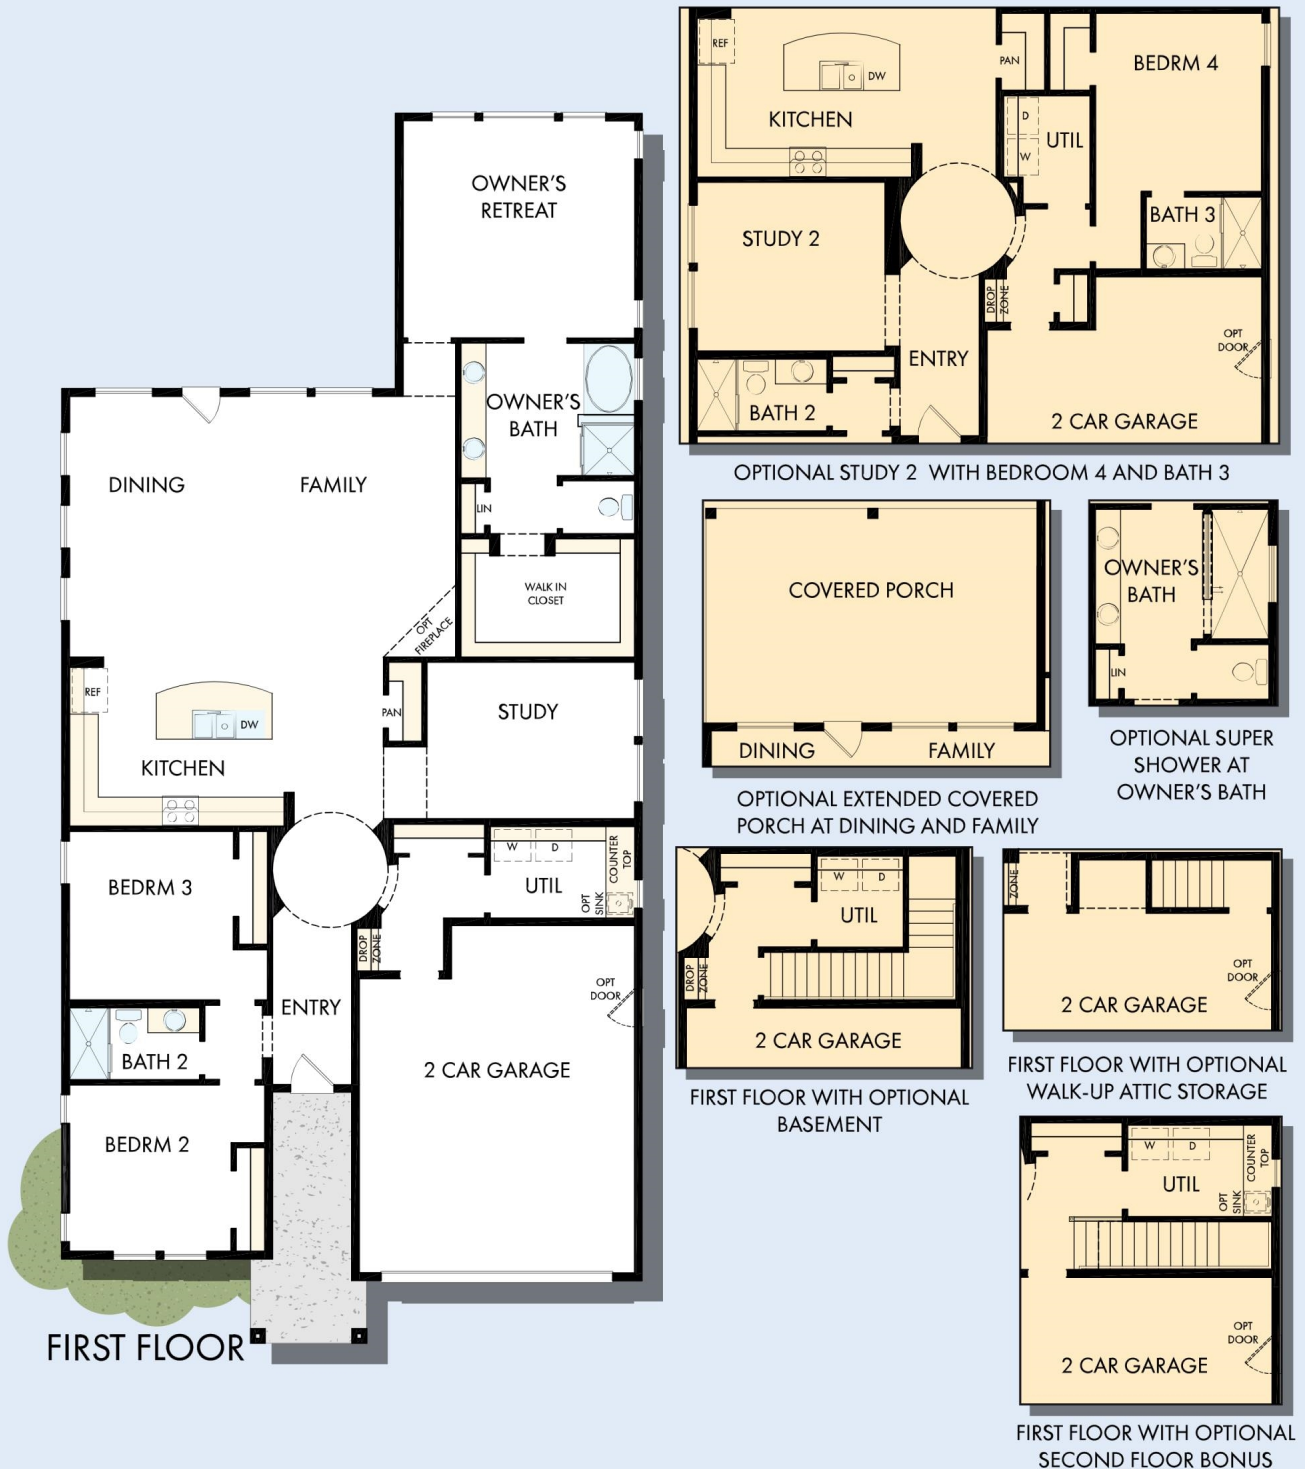 OWNER'S
RETREAT
OWNER'S
BATH
DINING
FAMILY
LIN
WALK IN
CLOSET
OPT
FIREPLACE
REF
DW
PAN
STUDY
KITCHEN
BEDRM 3
W
D
COUNTER
TOP
UTIL
OPT
SINK
DROP
ZONE
ENTRY
OPT
DOOR
BATH 2
2 CAR GARAGE
BEDRM 2
FIRST FLOOR
REF
DW
PAN
BEDRM 4
KITCHEN
D
W
UTIL
STUDY 2
BATH 3
DROP
ZONE
ENTRY
OPT
DOOR
BATH 2
2 CAR GARAGE
OPTIONAL STUDY 2 WITH BEDROOM 4 AND BATH 3
COVERED PORCH
DINING
FAMILY
OPTIONAL EXTENDED COVERED
PORCH AT DINING AND FAMILY
OWNER'S
BATH
LIN
OPTIONAL SUPER
SHOWER AT
OWNER'S BATH
W
D
UTIL
DROP
ZONE
2 CAR GARAGE
FIRST FLOOR WITH OPTIONAL
BASEMENT
ZONE
OPT
DOOR
2 CAR GARAGE
FIRST FLOOR WITH OPTIONAL
WALK-UP ATTIC STORAGE
W
D
COUNTER
TOP
UTIL
OPT
SINK
OPT
DOOR
2 CAR GARAGE
FIRST FLOOR WITH OPTIONAL
SECOND FLOOR BONUS